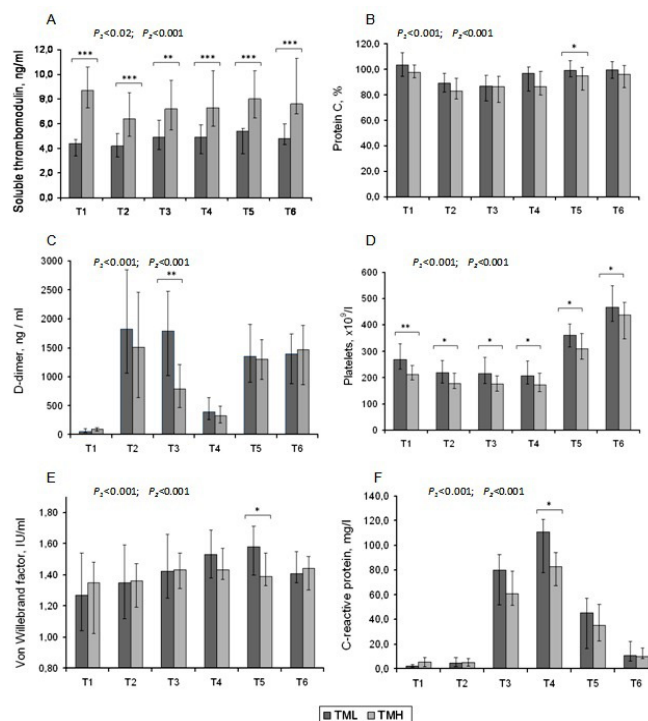 A
P₁<0.02; P₂<0.001
Soluble thrombomodulin, ng/ml
12,0
10,0
8,0
6,0
4,0
2,0
0,0
*** *** ** *** *** ***
T1 T2 T3 T4 T5 T6
B
P₁<0.001; P₂<0.001
Protein C, %
120,0
100,0
80,0
60,0
40,0
20,0
0,0
*
T1 T2 T3 T4 T5 T6
C
P₁<0.001; P₂<0.001
D-dimer, ng / ml
3000
2500
2000
1500
1000
500
0
**
T1 T2 T3 T4 T5 T6
D
P₁<0.001; P₂<0.001
Platelets, x10⁹/l
600
500
400
300
200
100
0
** * * * * *
T1 T2 T3 T4 T5 T6
E
P₁<0.001; P₂<0.001
Von Willebrand factor, IU/ml
1,80
1,60
1,40
1,20
1,00
0,80
*
T1 T2 T3 T4 T5 T6
F
P₁<0.001; P₂<0.001
C-reactive protein, mg/l
140,0
120,0
100,0
80,0
60,0
40,0
20,0
0,0
*
T1 T2 T3 T4 T5 T6
TML TMH